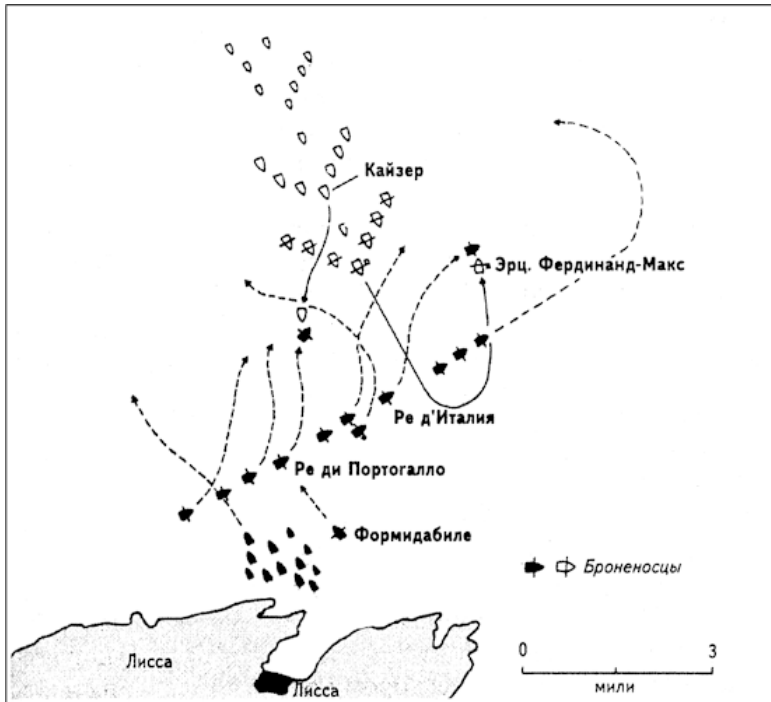 Кайзер
Эрц. Фердинанд-Макс
Ре д'Италия
Ре ди Портогалло
Формидабиле
Броненосцы
Лисса
Лисса
0 3
мили